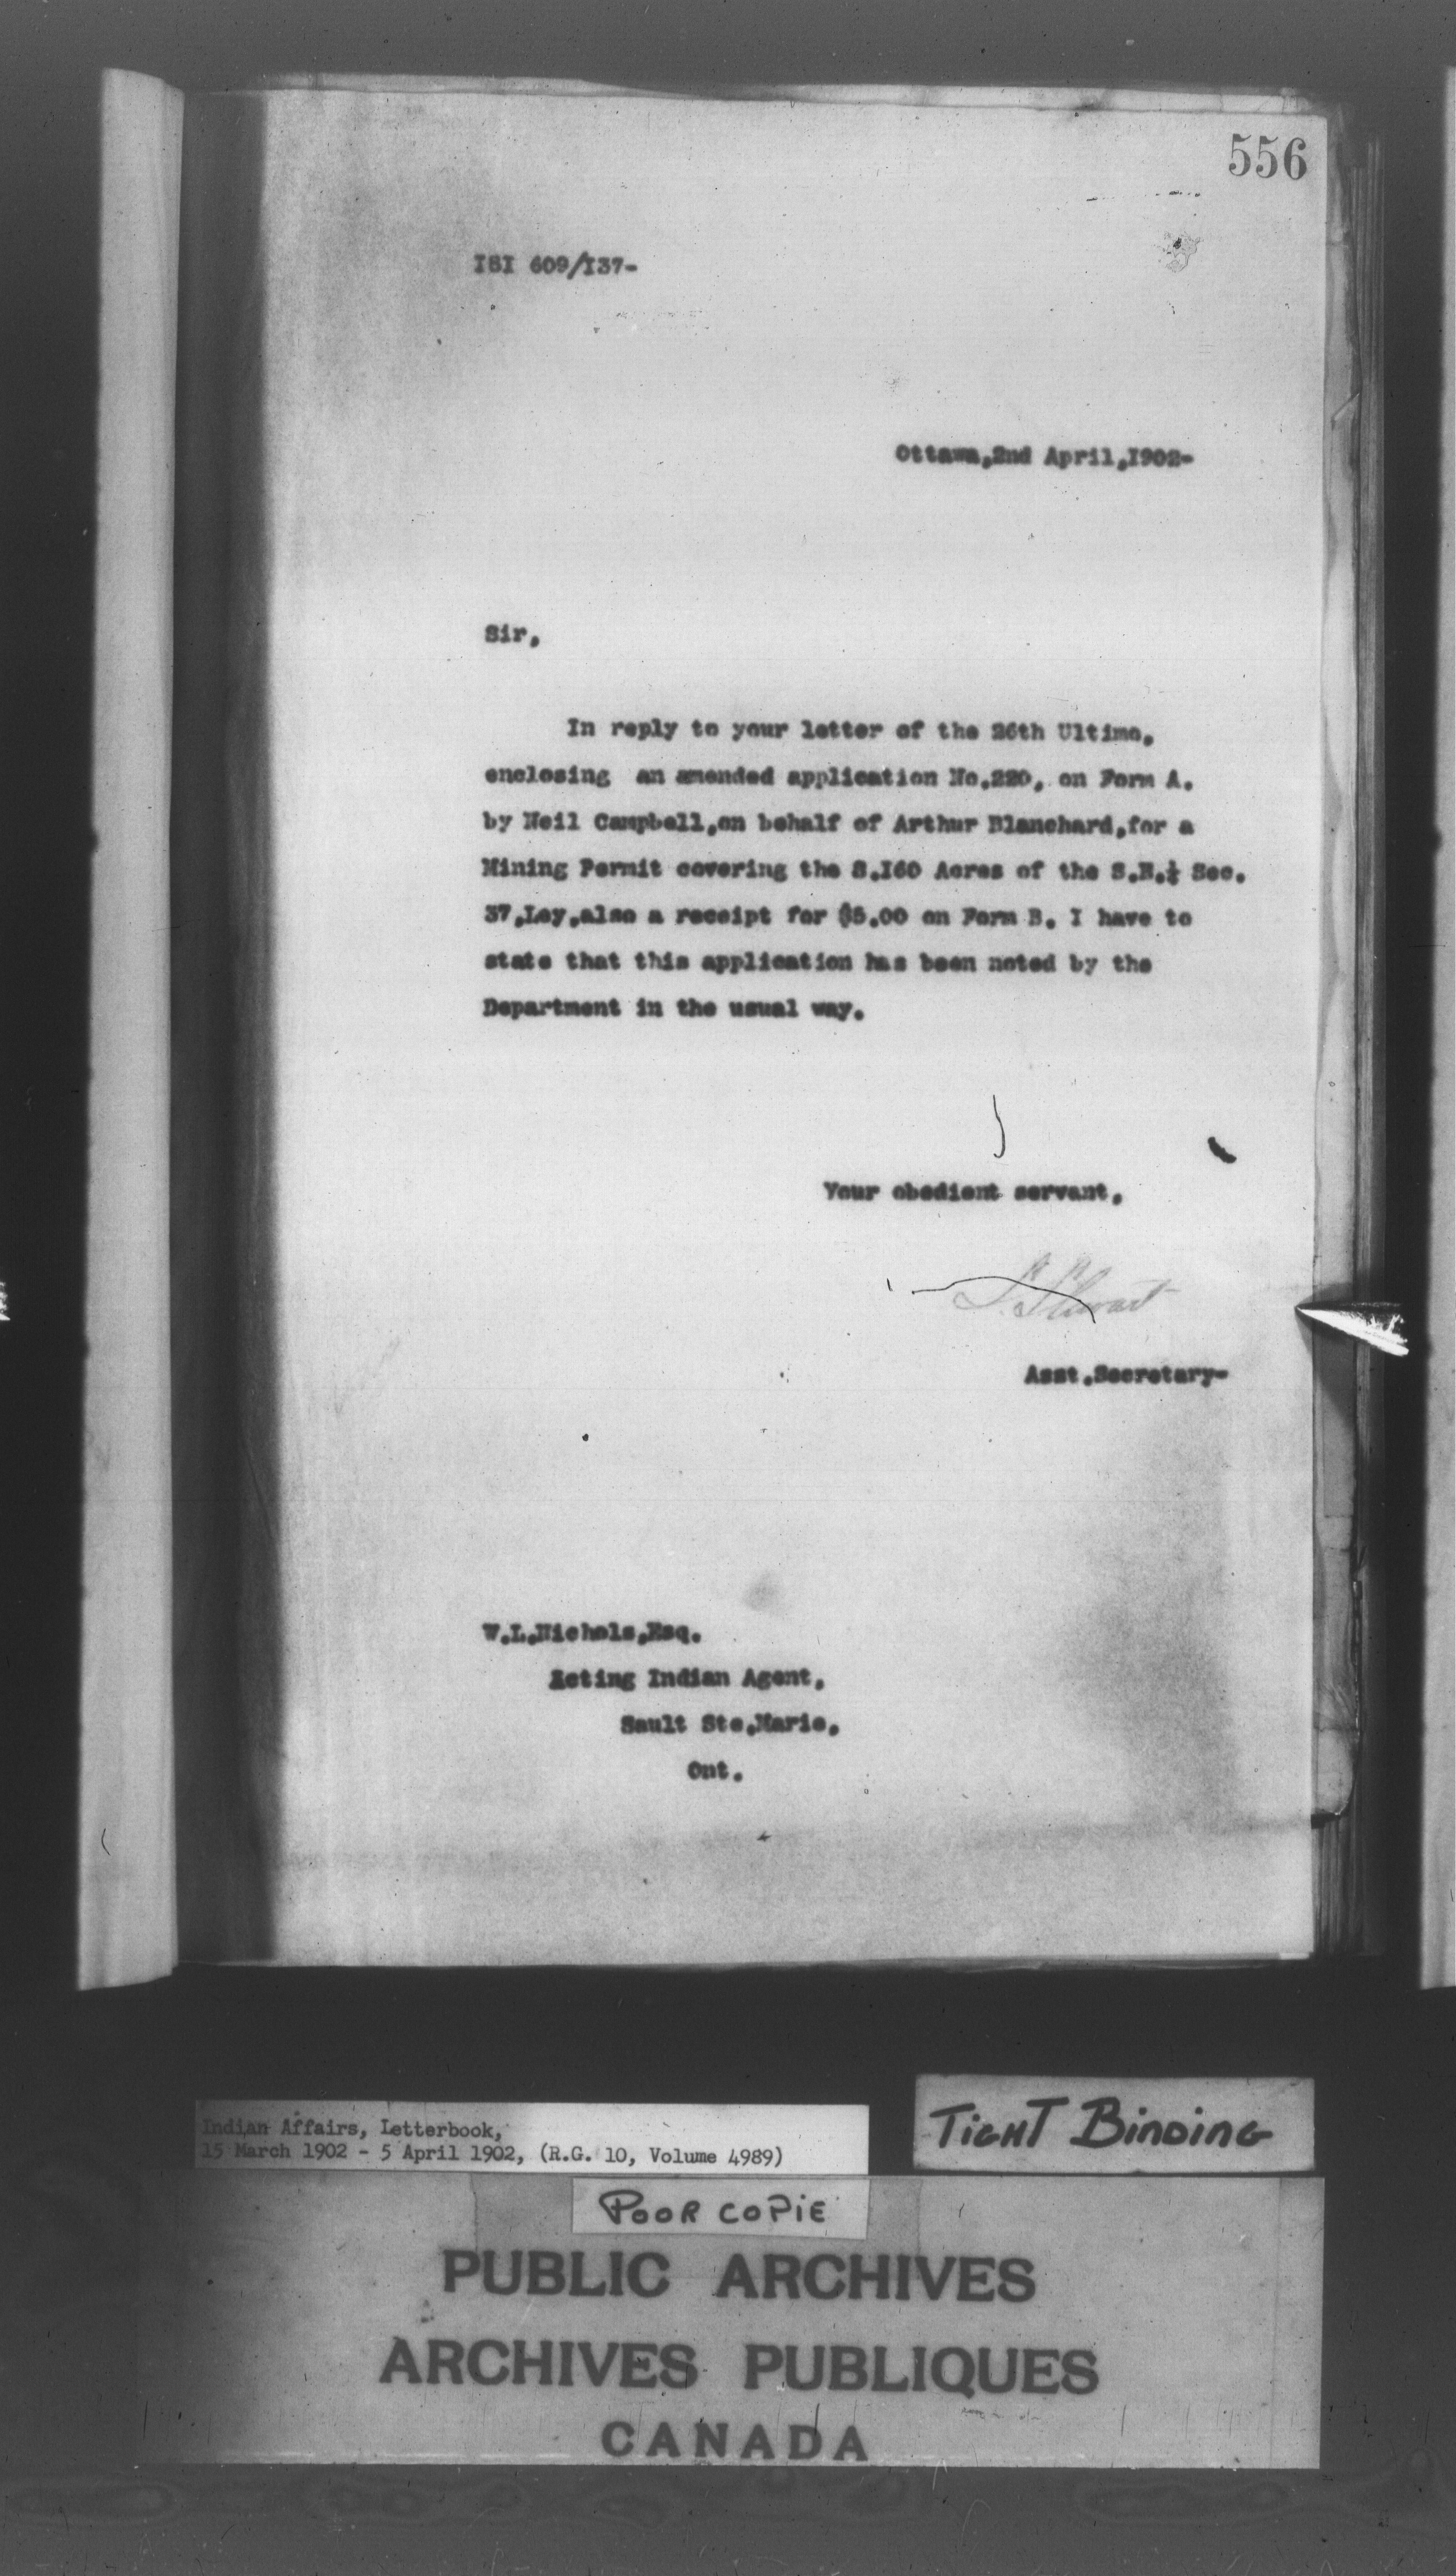 556
I8I 609/I37-
Ottawa,2nd April,I902-
Sir,
In reply to your letter of the 26th Ultimo,
enclosing an amended application No.220, on Form A.
by Neil Campbell,on behalf of Arthur Blanchard,for a
Mining Permit covering the S.I60 Acres of the S.E.¼ Sec.
37,Ley,also a receipt for $5.00 on Form B. I have to
state that this application has been noted by the
Department in the usual way.
Your obedient servant,
Stewart
Asst.Secretary-
W.L.Nichols,Esq.
Acting Indian Agent,
Sault Ste.Marie,
Ont.
Indian Affairs, Letterbook,
15 March 1902 - 5 April 1902, (R.G. 10, Volume 4989)
TIGHT BINDING
POOR COPIE
PUBLIC ARCHIVES
ARCHIVES PUBLIQUES
CANADA